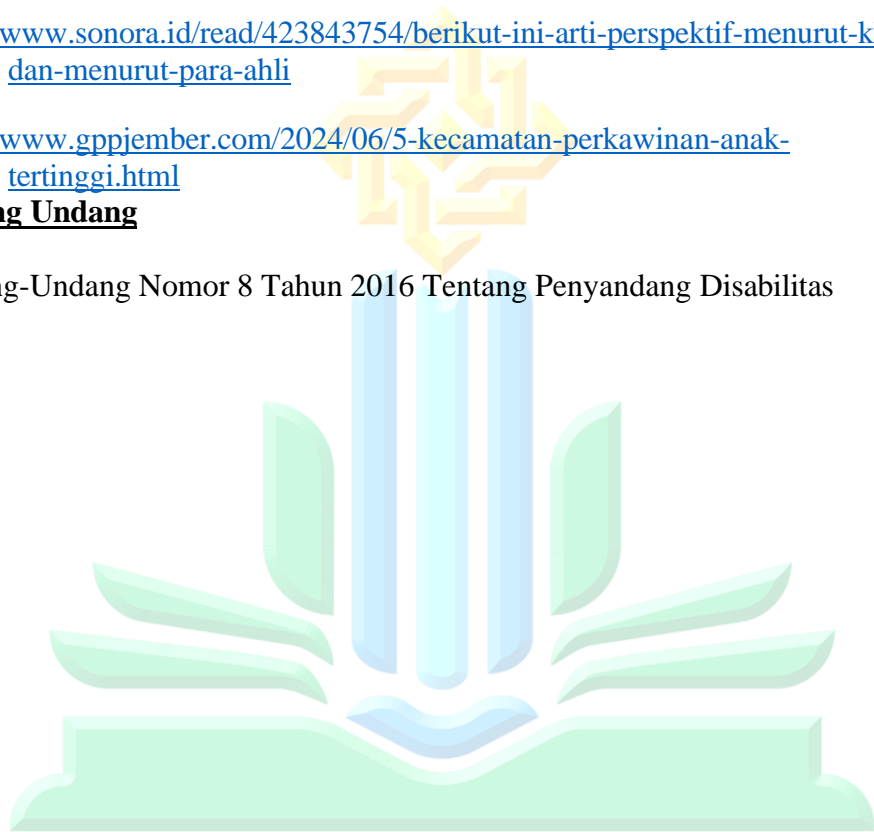 www.sonora.id/read/423843754/berikut-ini-arti-perspektif-menurut-k
dan-menurut-para-ahli
www.gppjember.com/2024/06/5-kecamatan-perkawinan-anak-
tertinggi.html
ng Undang
ng-Undang Nomor 8 Tahun 2016 Tentang Penyandang Disabilitas